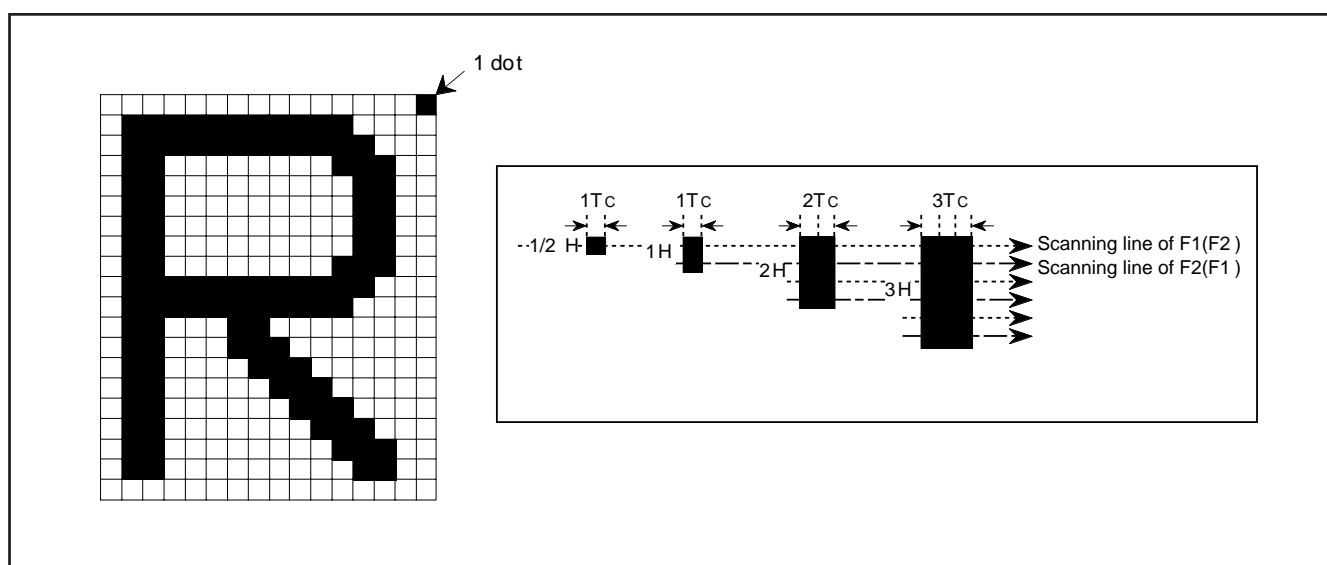 1 dot
1TC 1TC 2TC 3TC
1/2 H 1H 2H 3H
Scanning line of F1(F2)
Scanning line of F2(F1)
R